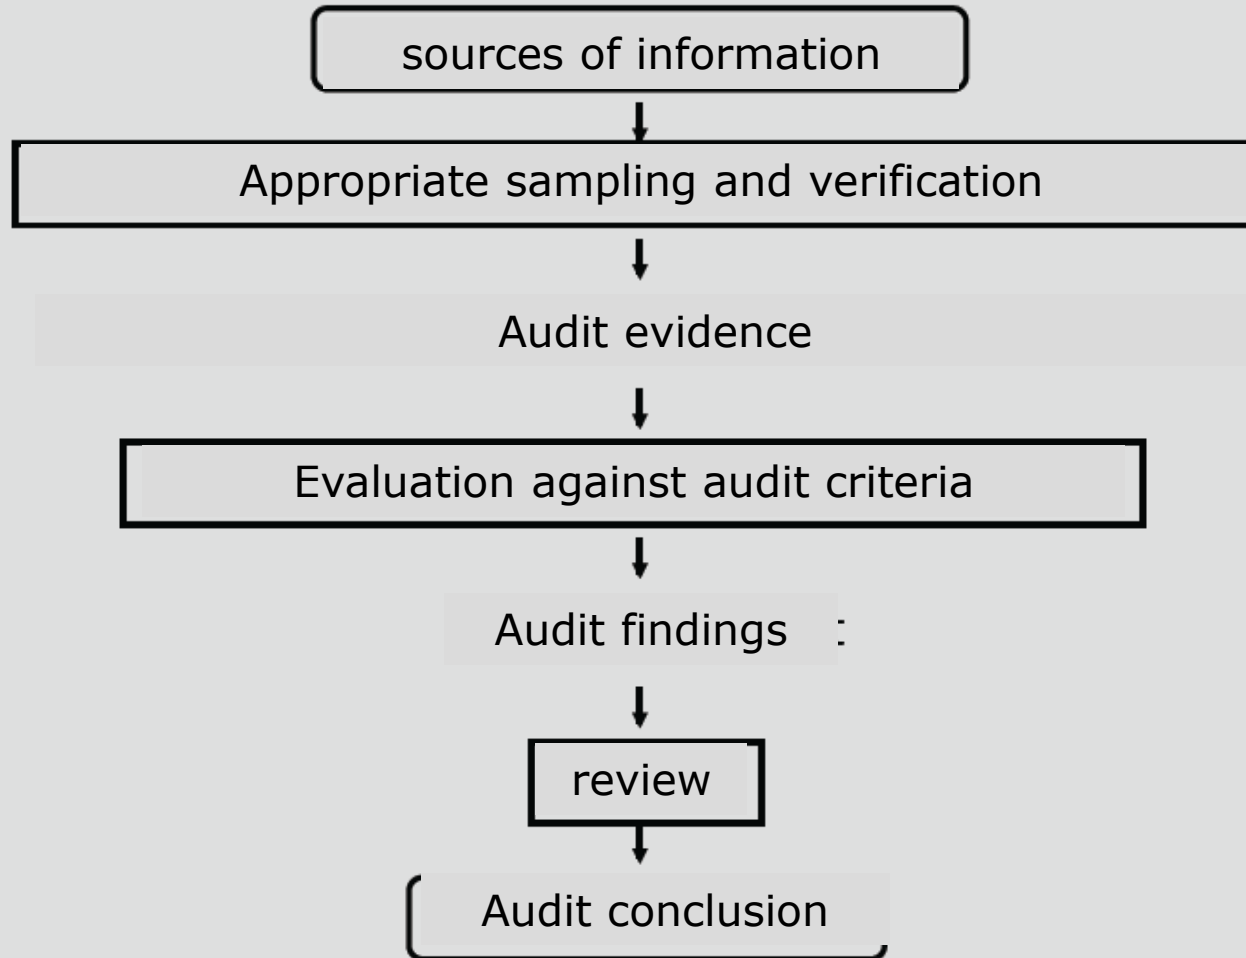 sources of information
Appropriate sampling and verification
Audit evidence
Evaluation against audit criteria
Audit findings
review
Audit conclusion